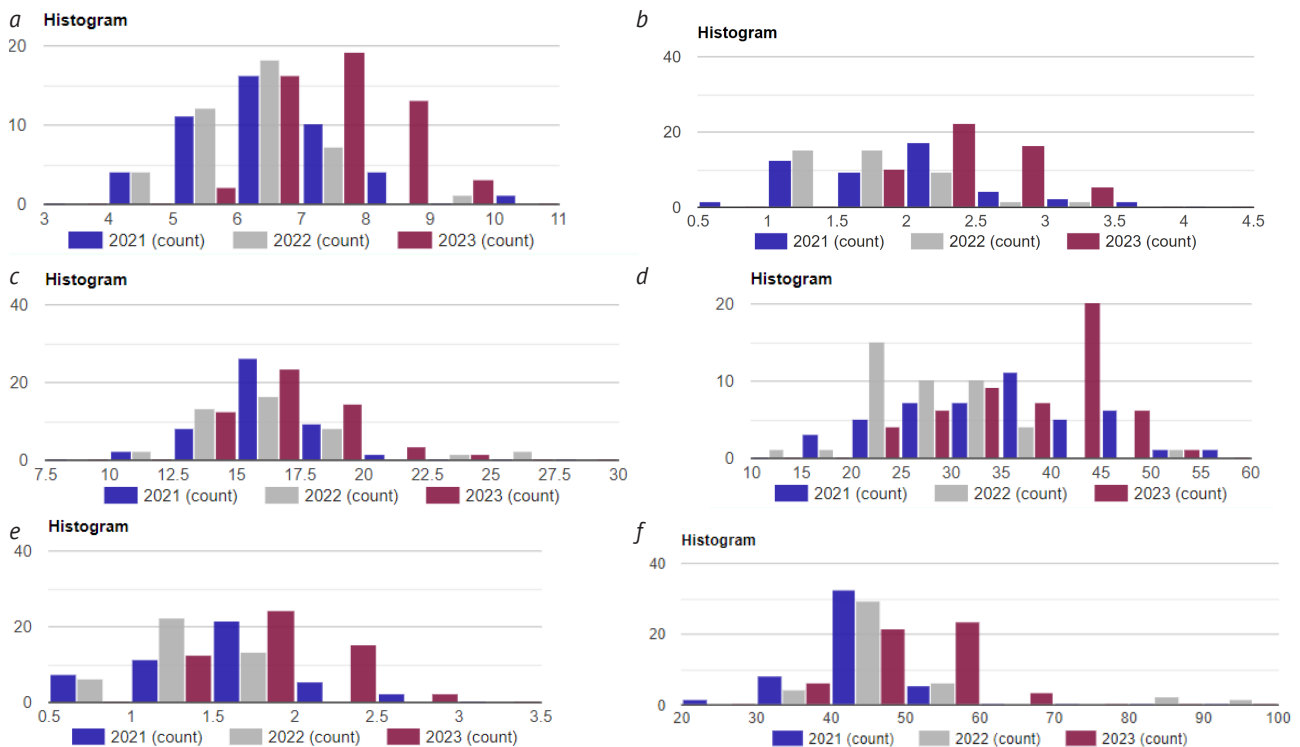 a
Histogram
20
10
0
3 4 5 6 7 8 9 10 11
2021 (count) 2022 (count) 2023 (count)
b
Histogram
40
20
0
0.5 1 1.5 2 2.5 3 3.5 4 4.5
2021 (count) 2022 (count) 2023 (count)
c
Histogram
40
20
0
7.5 10 12.5 15 17.5 20 22.5 25 27.5 30
2021 (count) 2022 (count) 2023 (count)
d
Histogram
20
10
0
10 15 20 25 30 35 40 45 50 55 60
2021 (count) 2022 (count) 2023 (count)
e
Histogram
40
20
0
0.5 1 1.5 2 2.5 3 3.5
2021 (count) 2022 (count) 2023 (count)
f
Histogram
40
20
0
20 30 40 50 60 70 80 90 100
2021 (count) 2022 (count) 2023 (count)